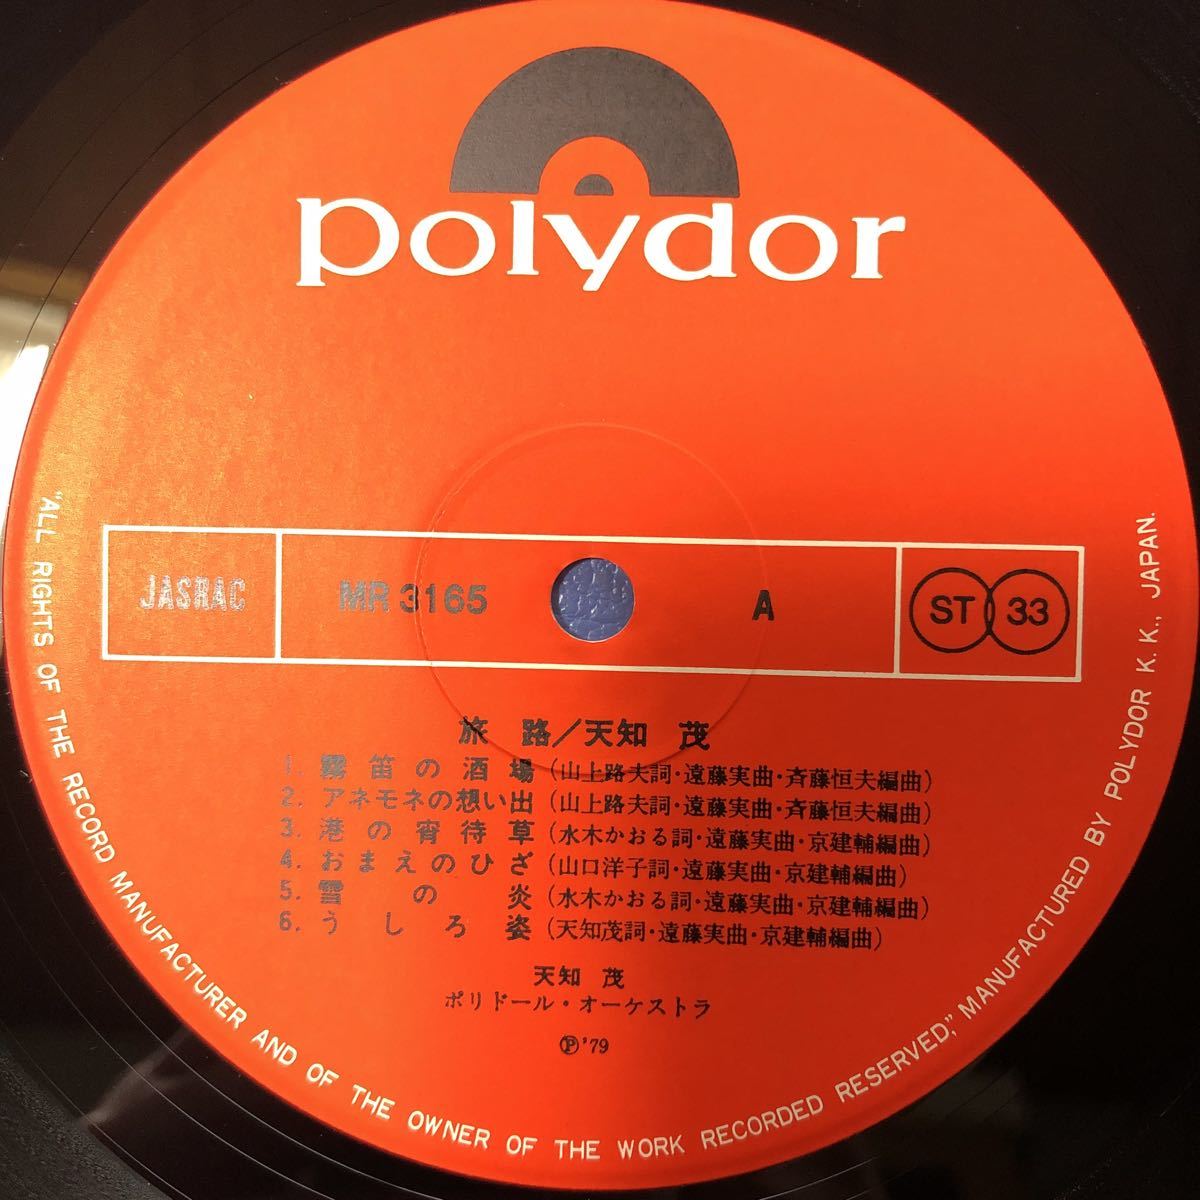 polydor
JASRAC MR 3165 A ST 33
旅 路／天知 茂
1. 霧笛の酒場（山上路夫詞・遠藤実曲・斉藤恒夫編曲）
2. アネモネの想い出（山上路夫詞・遠藤実曲・斉藤恒夫編曲）
3. 港の宵待草（水木かおる詞・遠藤実曲・京建輔編曲）
4. おまえのひざ（山口洋子詞・遠藤実曲・京建輔編曲）
5. 雪の炎（水木かおる詞・遠藤実曲・京建輔編曲）
6. うしろ姿（天知茂詞・遠藤実曲・京建輔編曲）
天知 茂
ポリドール・オーケストラ
Ⓟ'79
"ALL RIGHTS OF THE RECORD MANUFACTURER AND OF THE OWNER OF THE WORK RECORDED RESERVED," MANUFACTURED BY POLYDOR K. K., JAPAN.